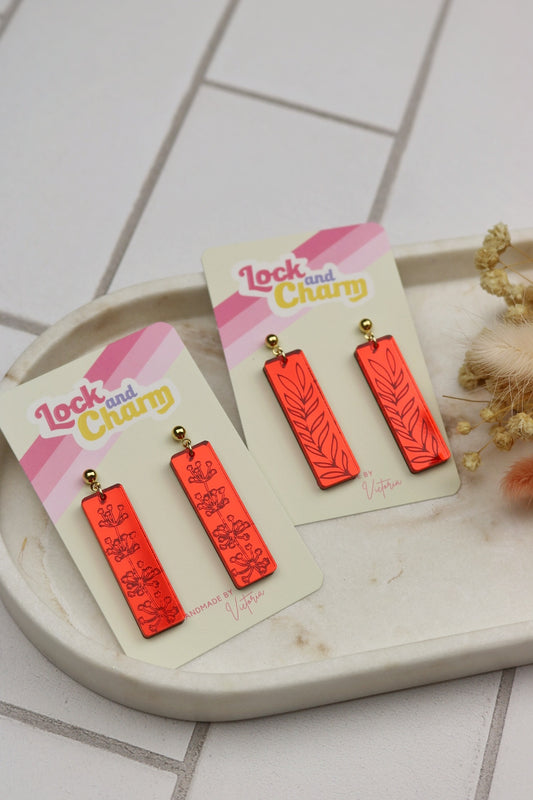 Lock and
Charm
HANDMADE BY
Victoria
Lock and
Charm
BY
Victoria